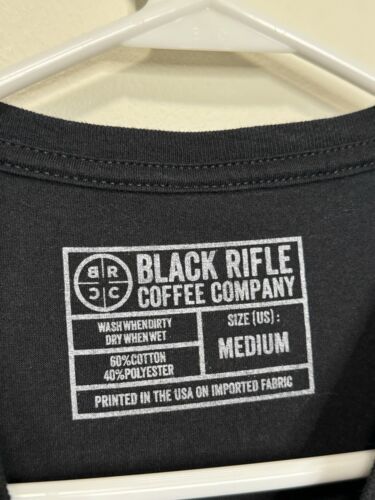 B R
C C
BLACK RIFLE
COFFEE COMPANY
WASH WHEN DIRTY
DRY WHEN WET
60% COTTON
40% POLYESTER
SIZE (US) :
MEDIUM
PRINTED IN THE USA ON IMPORTED FABRIC